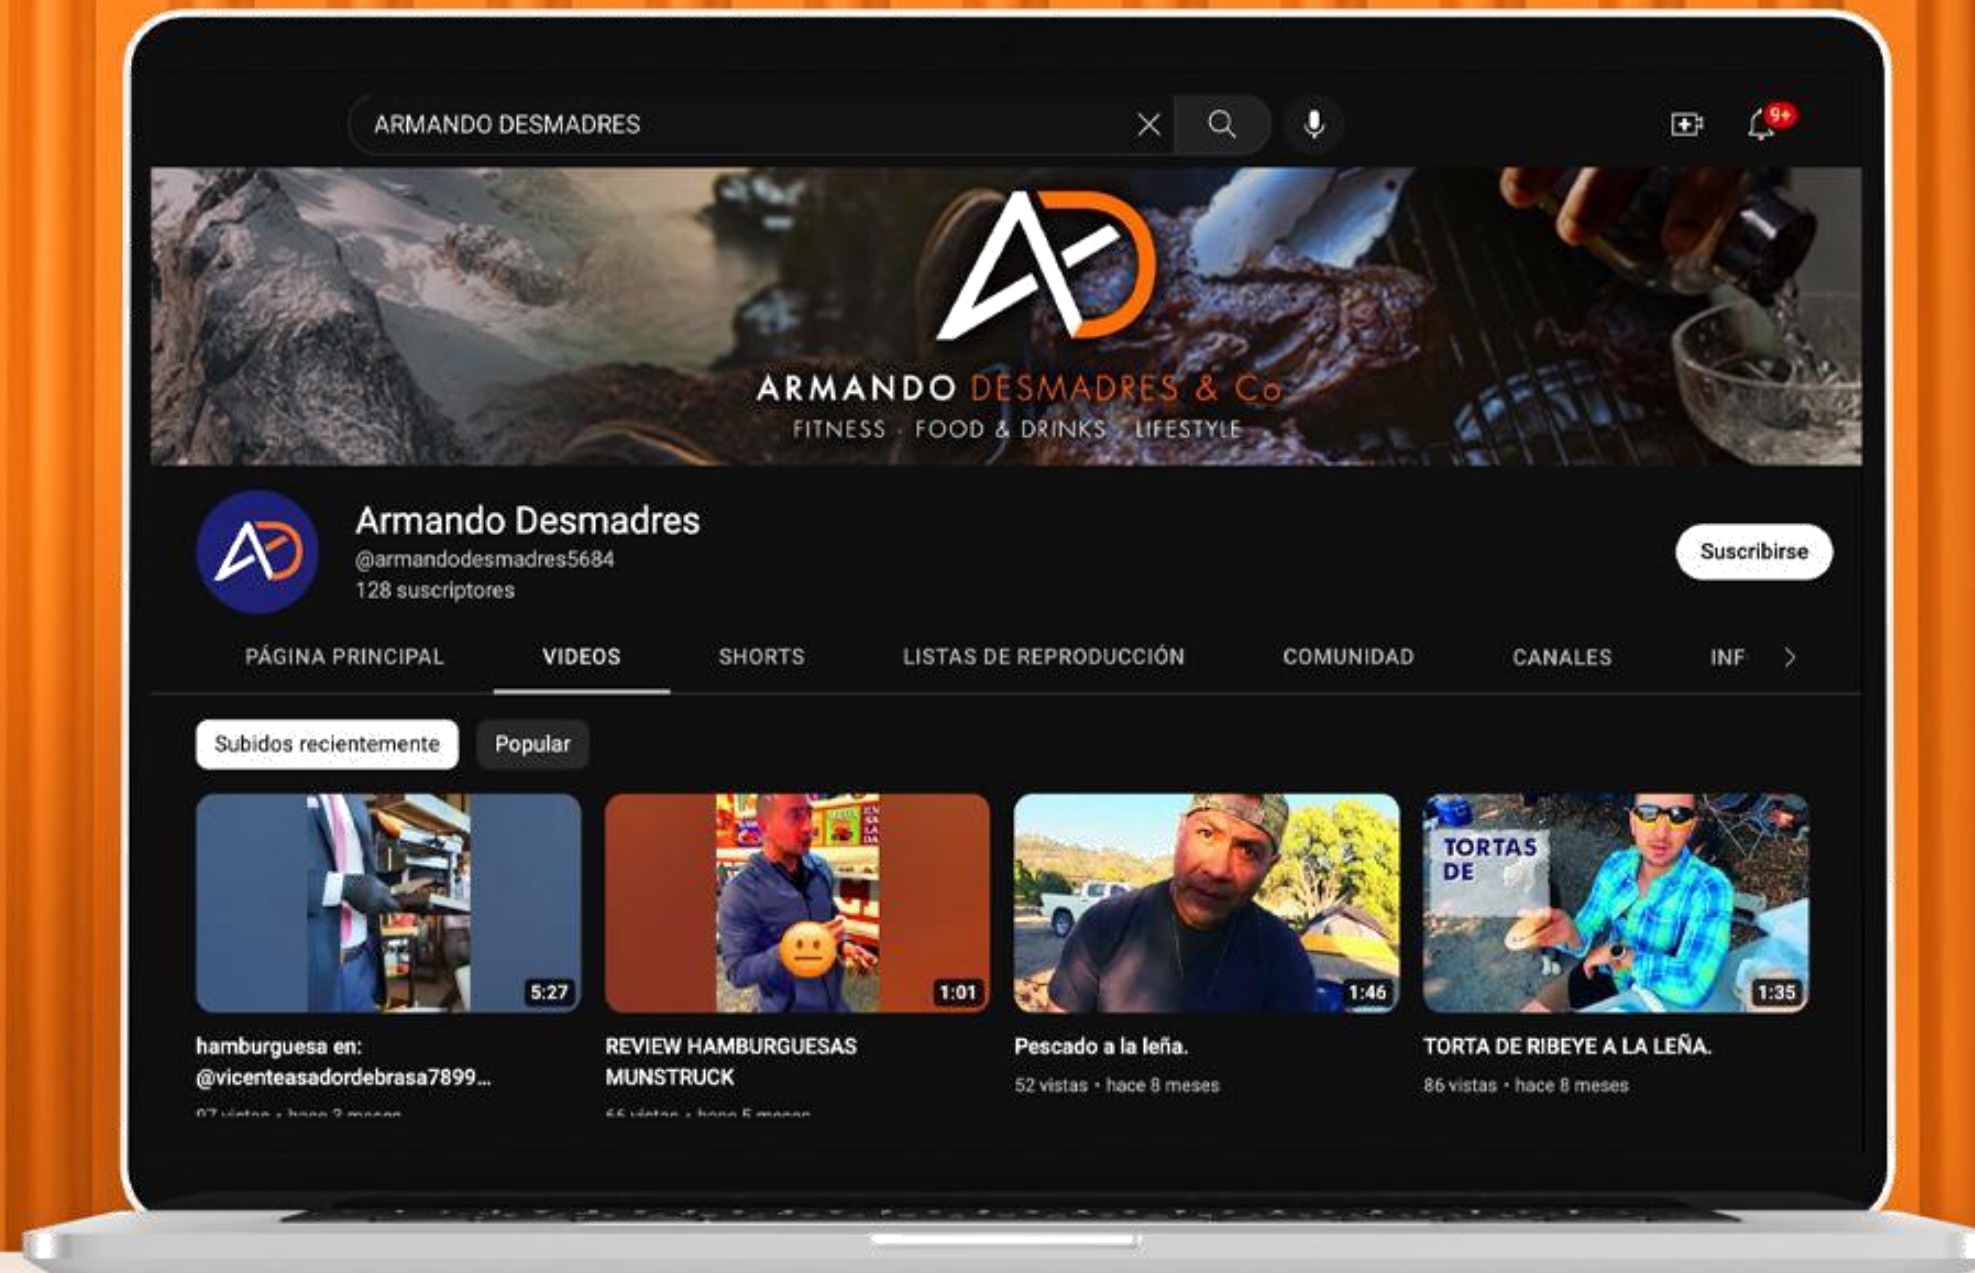 ARMANDO DESMADRES
9+
ARMANDO DESMADRES & Co
FITNESS · FOOD & DRINKS · LIFESTYLE
Armando Desmadres
@armandodesmadres5684
128 suscriptores
Suscribirse
PÁGINA PRINCIPAL VIDEOS SHORTS LISTAS DE REPRODUCCIÓN COMUNIDAD CANALES INF
Subidos recientemente Popular
TORTAS
DE
5:27 1:01 1:46 1:35
hamburguesa en:
@vicenteasadordebrasa7899...
REVIEW HAMBURGUESAS
MUNSTRUCK
Pescado a la leña.
52 vistas • hace 8 meses
TORTA DE RIBEYE A LA LEÑA.
86 vistas • hace 8 meses